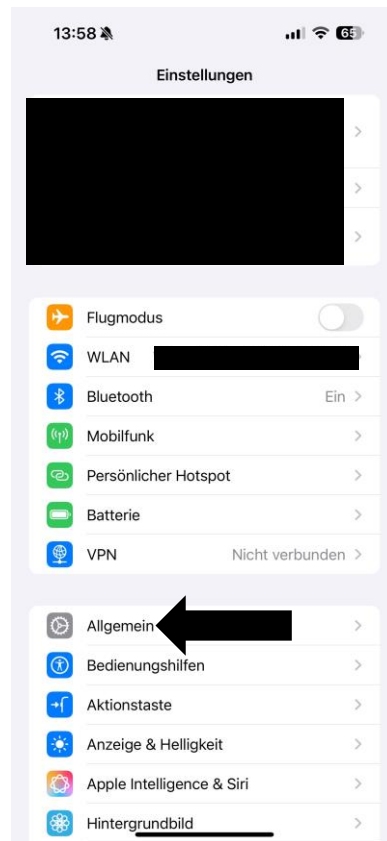 13:58 65
Einstellungen
Flugmodus
WLAN
Bluetooth Ein
Mobilfunk
Persönlicher Hotspot
Batterie
VPN Nicht verbunden
Allgemein
Bedienungshilfen
Aktionstaste
Anzeige & Helligkeit
Apple Intelligence & Siri
Hintergrundbild